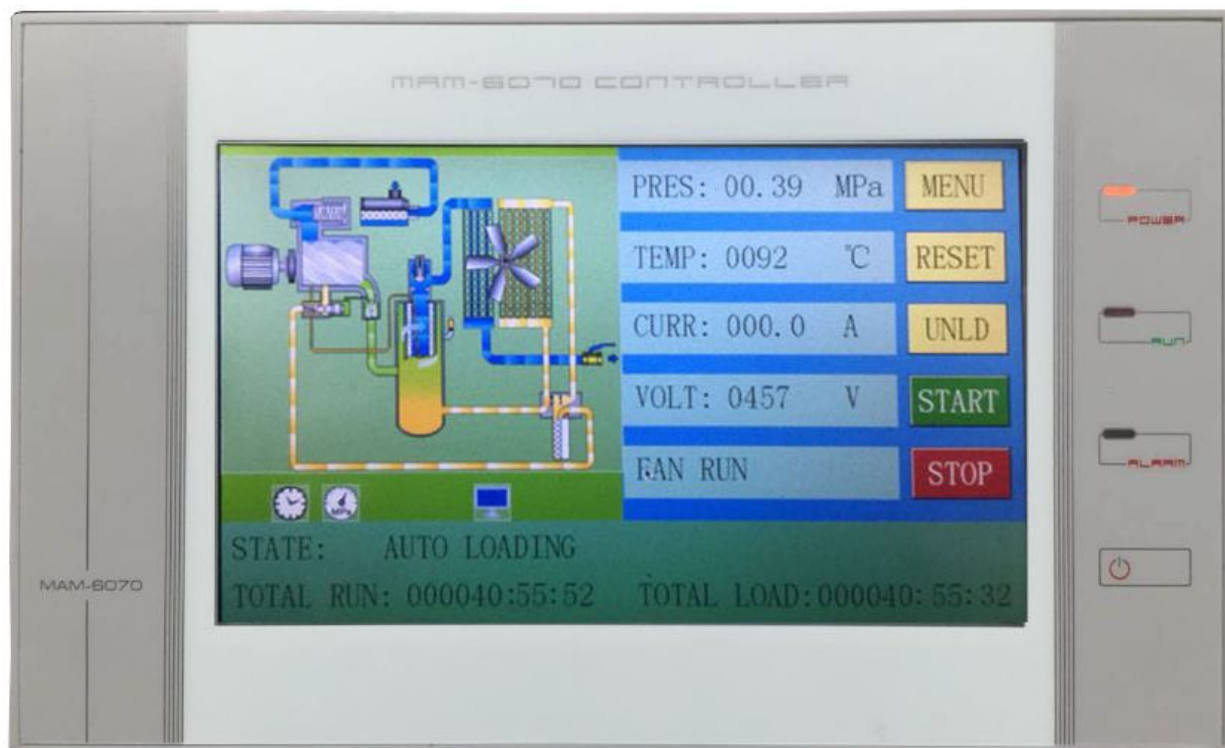 MAM-6070 CONTROLLER
PRES: 00.39 MPa
MENU
TEMP: 0092 ℃
RESET
CURR: 000.0 A
UNLD
VOLT: 0457 V
START
FAN RUN
STOP
MPa
STATE: AUTO LOADING
TOTAL RUN: 000040:55:52 TOTAL LOAD:000040:55:32
MAM-6070
POWER
RUN
ALARM